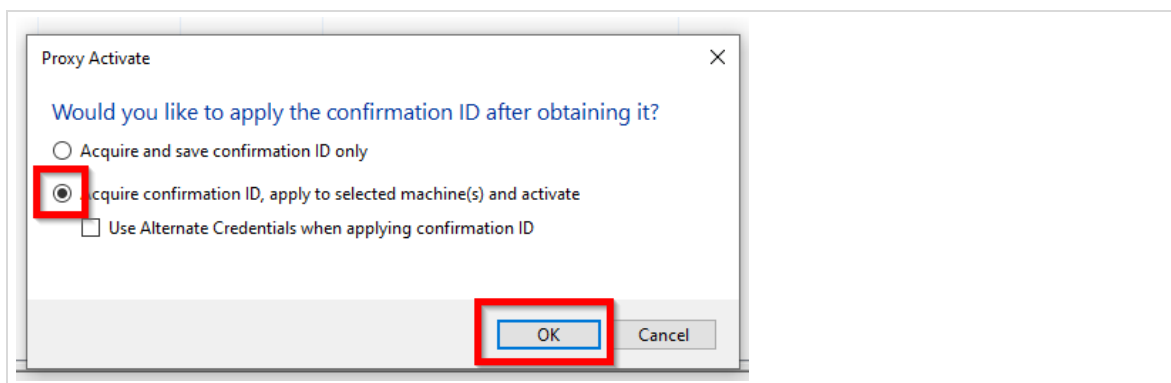 Proxy Activate
Would you like to apply the confirmation ID after obtaining it?
Acquire and save confirmation ID only
cquire confirmation ID, apply to selected machine(s) and activate
Use Alternate Credentials when applying confirmation ID
OK Cancel